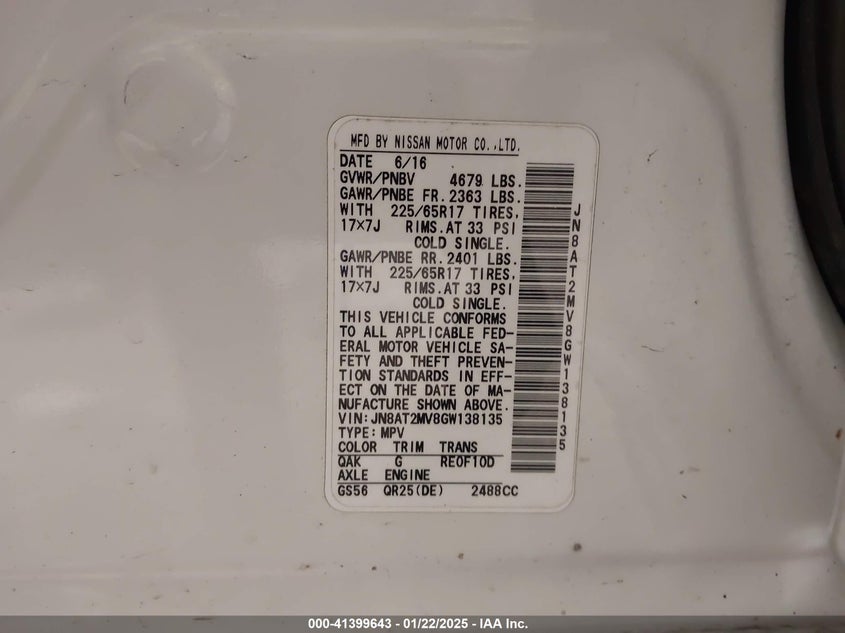 MFD BY NISSAN MOTOR CO.,LTD.
DATE 6/16
GVWR/PNBV 4679 LBS.
GAWR/PNBE FR. 2363 LBS.
WITH 225/65R17 TIRES,
17×7J RIMS.AT 33 PSI
COLD SINGLE.
GAWR/PNBE RR. 2401 LBS.
WITH 225/65R17 TIRES,
17×7J RIMS.AT 33 PSI
COLD SINGLE.
THIS VEHICLE CONFORMS
TO ALL APPLICABLE FED-
ERAL MOTOR VEHICLE SA-
FETY AND THEFT PREVEN-
TION STANDARDS IN EFF-
ECT ON THE DATE OF MA-
NUFACTURE SHOWN ABOVE.
VIN:JN8AT2MV8GW138135
TYPE:MPV
COLOR TRIM TRANS
QAK G RE0F10D
AXLE ENGINE
GS56 QR25(DE) 2488CC
JN8AT2MV8GW138135
000-41399643 - 01/22/2025 - IAA Inc.